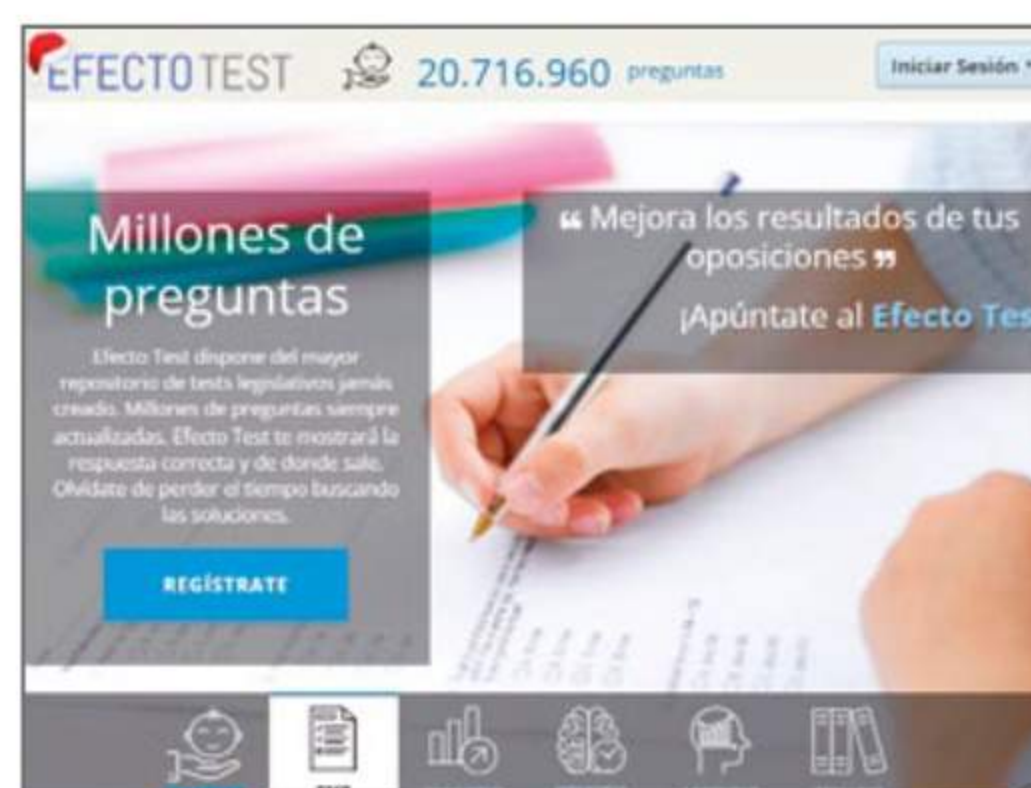 EFECTOTEST
20.716.960 preguntas
Iniciar Sesión
Millones de
preguntas
Efecto Test dispone del mayor
repositorio de tests legislativos jamás
creado. Millones de preguntas siempre
actualizadas. Efecto Test te mostrará la
respuesta correcta y de donde sale.
Olvídate de perder el tiempo buscando
las soluciones.
REGÍSTRATE
❝ Mejora los resultados de tus
oposiciones ❞
¡Apúntate al Efecto Tes